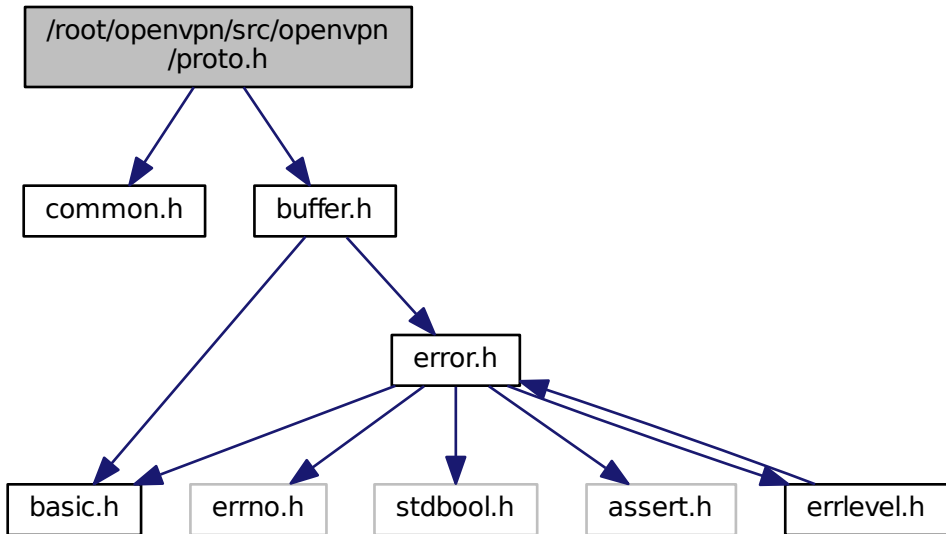 /root/openvpn/src/openvpn
/proto.h
common.h
buffer.h
error.h
basic.h
errno.h
stdbool.h
assert.h
errlevel.h